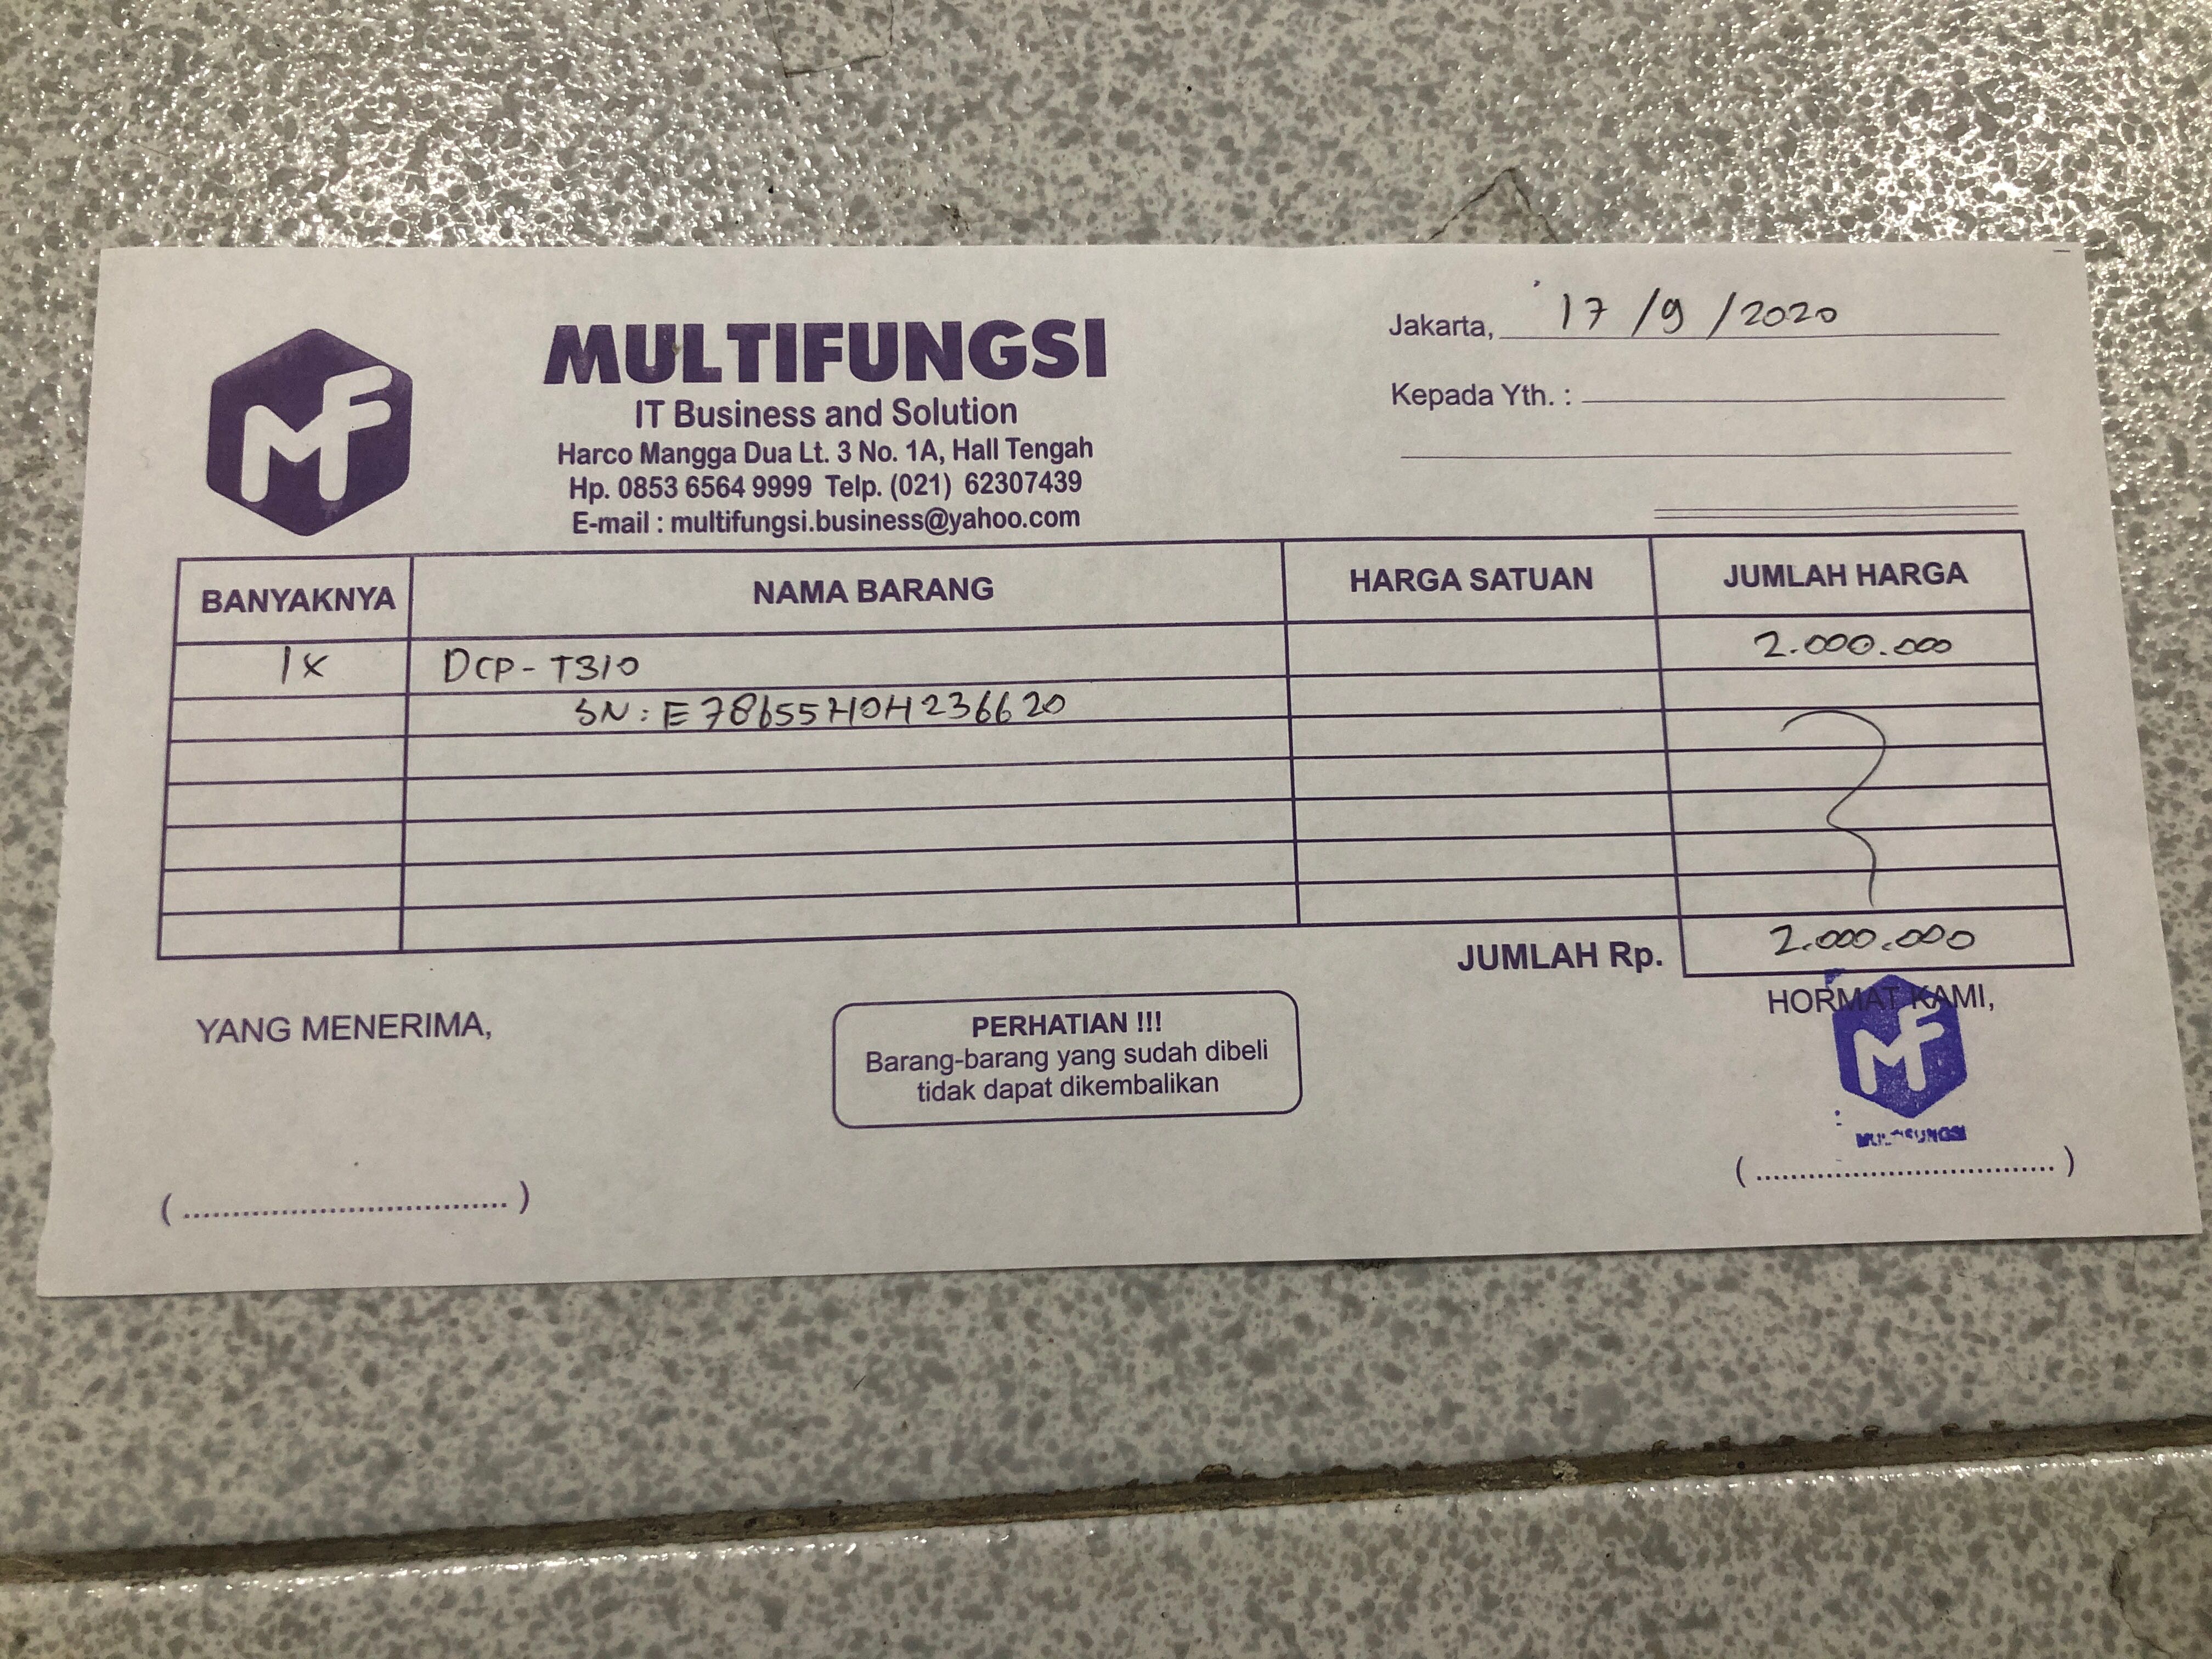 MF
MULTIFUNGSI
IT Business and Solution
Harco Mangga Dua Lt. 3 No. 1A, Hall Tengah
Hp. 0853 6564 9999 Telp. (021) 62307439
E-mail : multifungsi.business@yahoo.com
Jakarta, 17/9/2020
Kepada Yth. :
BANYAKNYA NAMA BARANG HARGA SATUAN JUMLAH HARGA
1x DCP-T310 2.000.000
SN: E78655H0H236620
JUMLAH Rp. 2.000.000
YANG MENERIMA,
PERHATIAN !!!
Barang-barang yang sudah dibeli
tidak dapat dikembalikan
HORMAT KAMI,
MF
MULTIFUNGSI
(..................................)
(..................................)